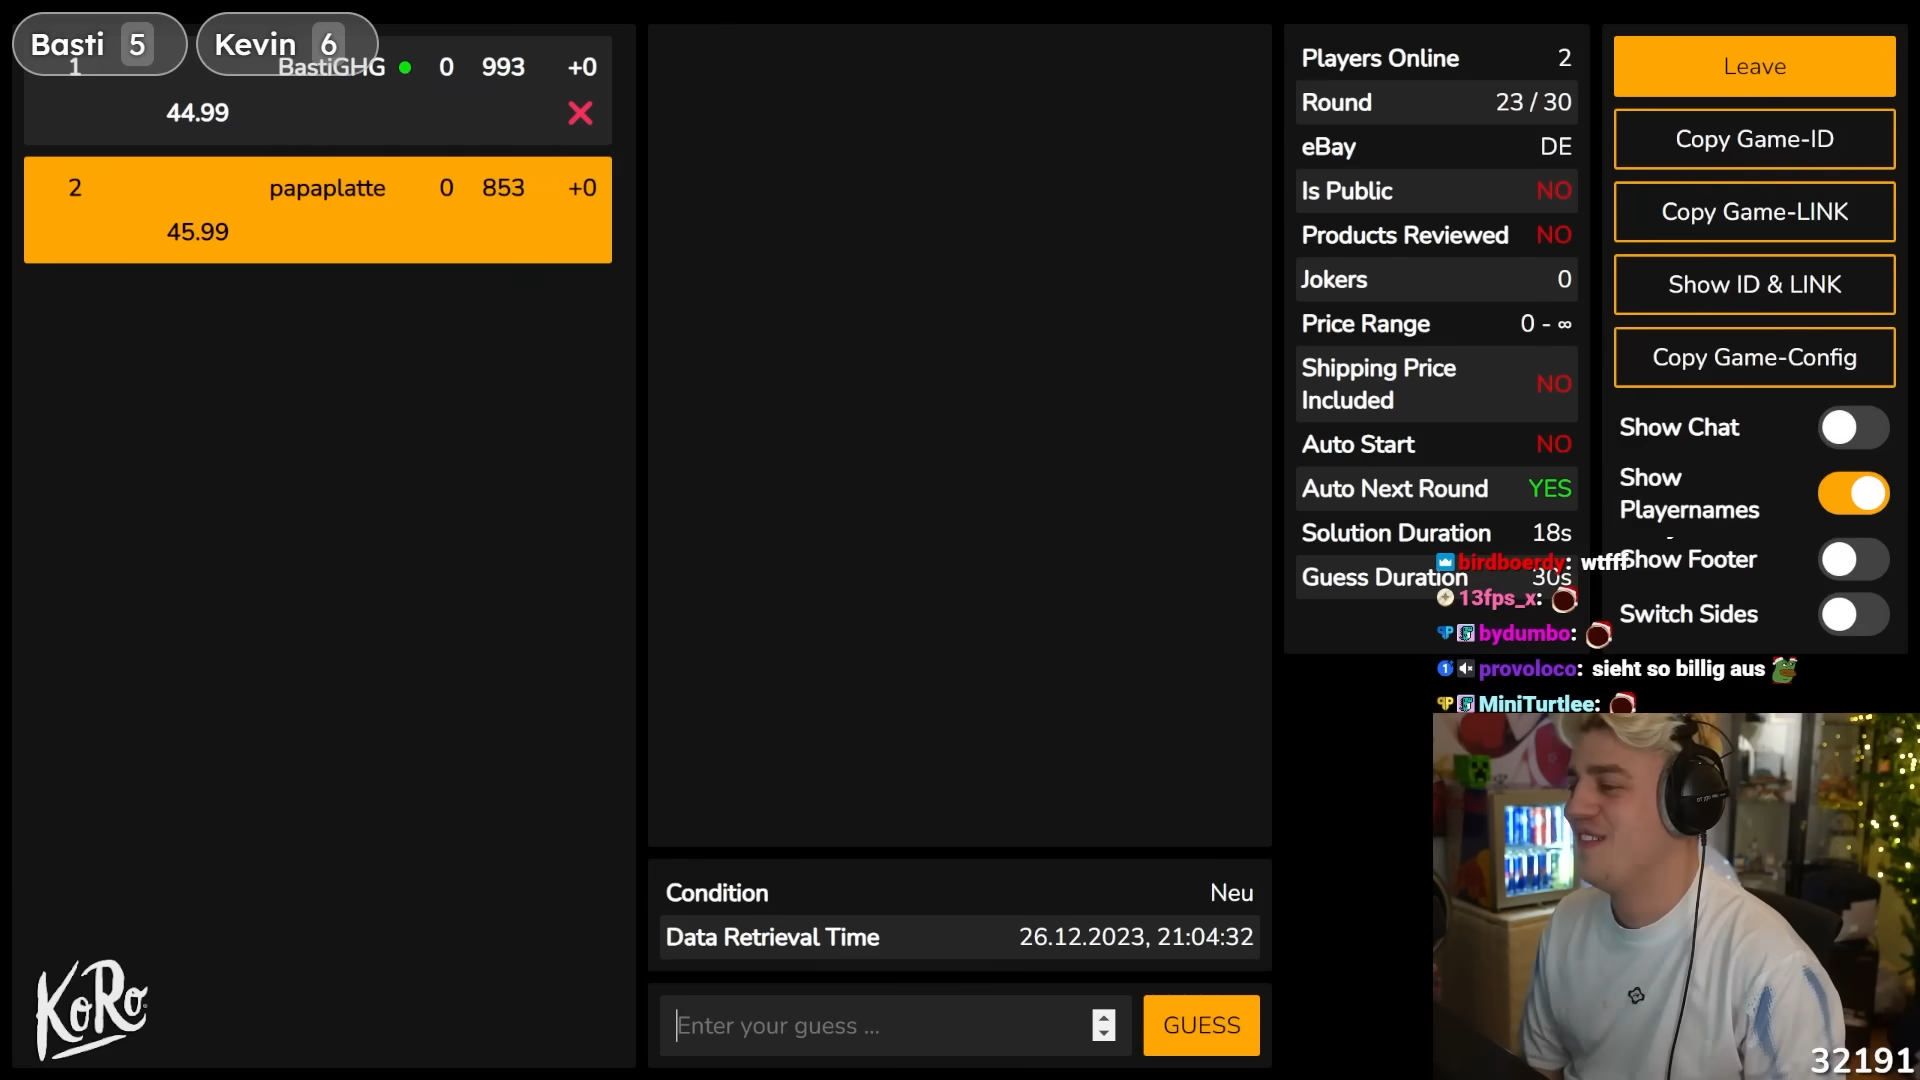 Basti 5
Kevin 6
1 BastiGHG 0 993 +0
44.99
2 papaplatte 0 853 +0
45.99
KoRo
Condition Neu
Data Retrieval Time 26.12.2023, 21:04:32
Enter your guess ...
GUESS
Players Online 2
Round 23 / 30
eBay DE
Is Public NO
Products Reviewed NO
Jokers 0
Price Range 0 - ∞
Shipping Price Included NO
Auto Start NO
Auto Next Round YES
Solution Duration 18s
Guess Duration 30s
Leave
Copy Game-ID
Copy Game-LINK
Show ID & LINK
Copy Game-Config
Show Chat
Show
Playernames
Show Footer
Switch Sides
birdboerdy: wtfff
13fps_x:
bydumbo:
provoloco: sieht so billig aus
MiniTurtlee:
32191